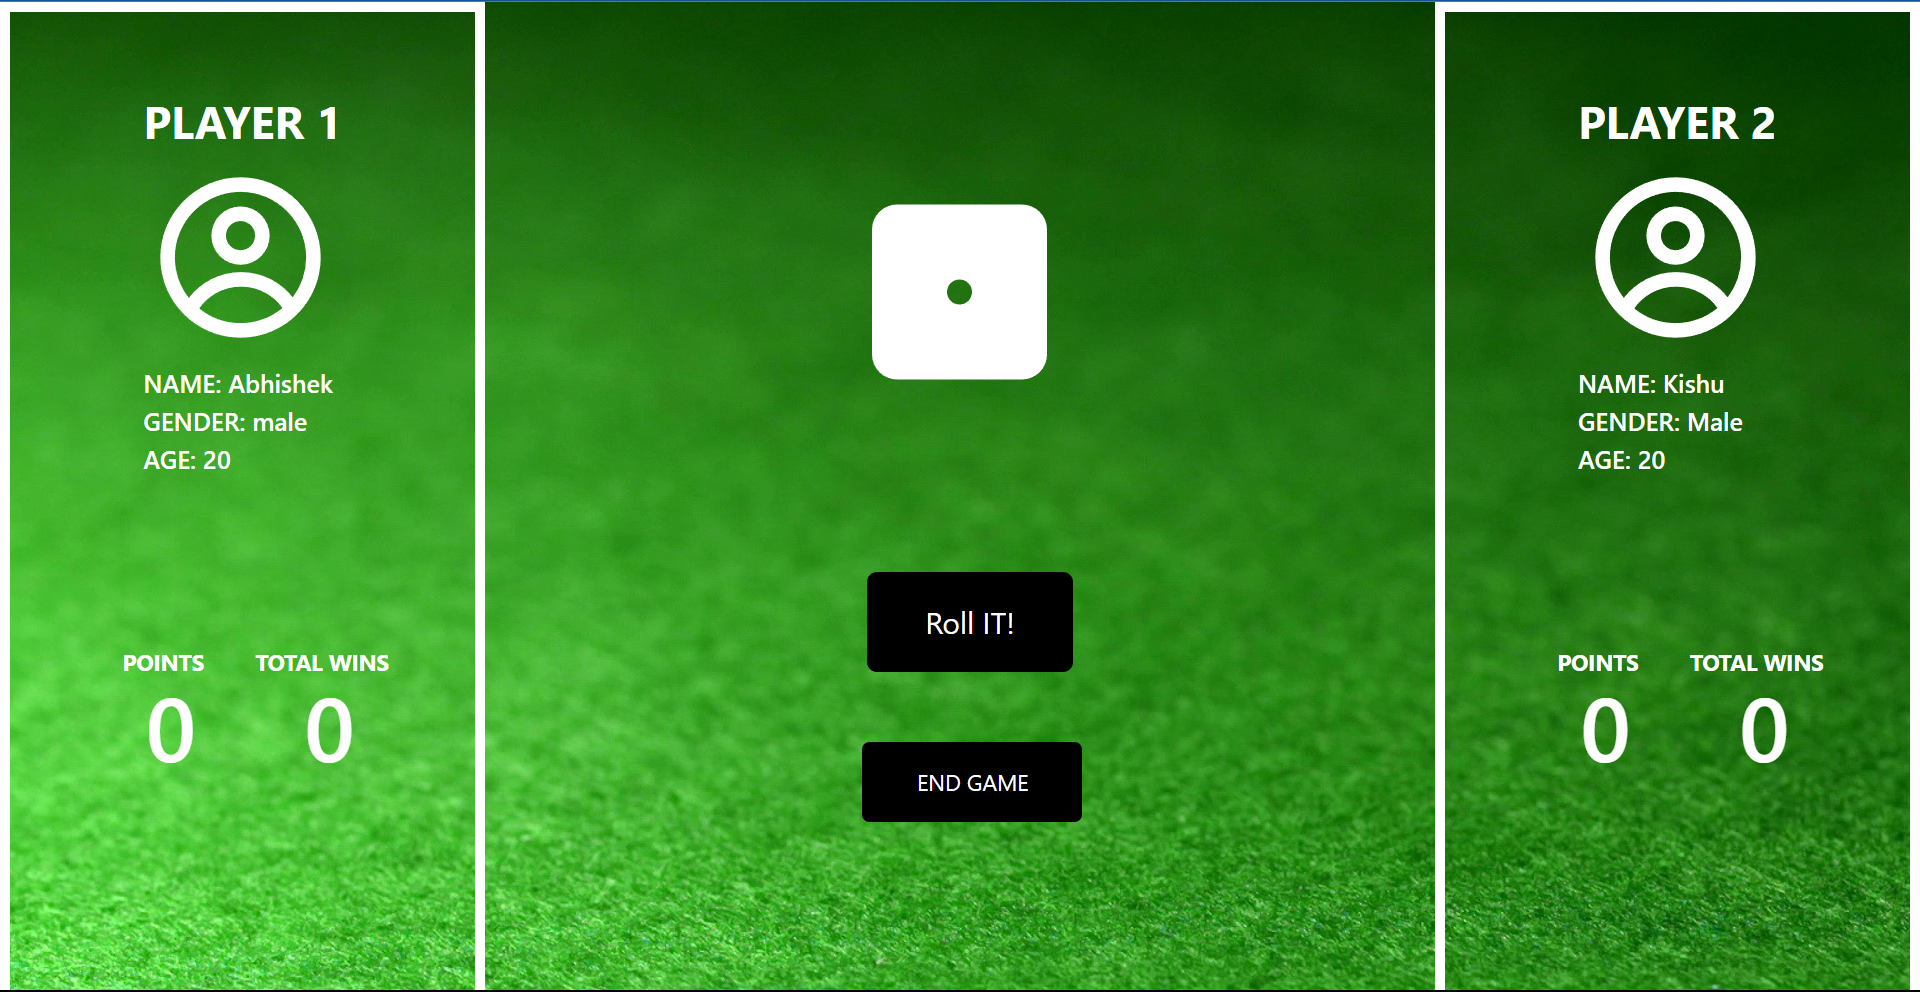 PLAYER 1
NAME: Abhishek
GENDER: male
AGE: 20
POINTS TOTAL WINS
0 0
Roll IT!
END GAME
PLAYER 2
NAME: Kishu
GENDER: Male
AGE: 20
POINTS TOTAL WINS
0 0